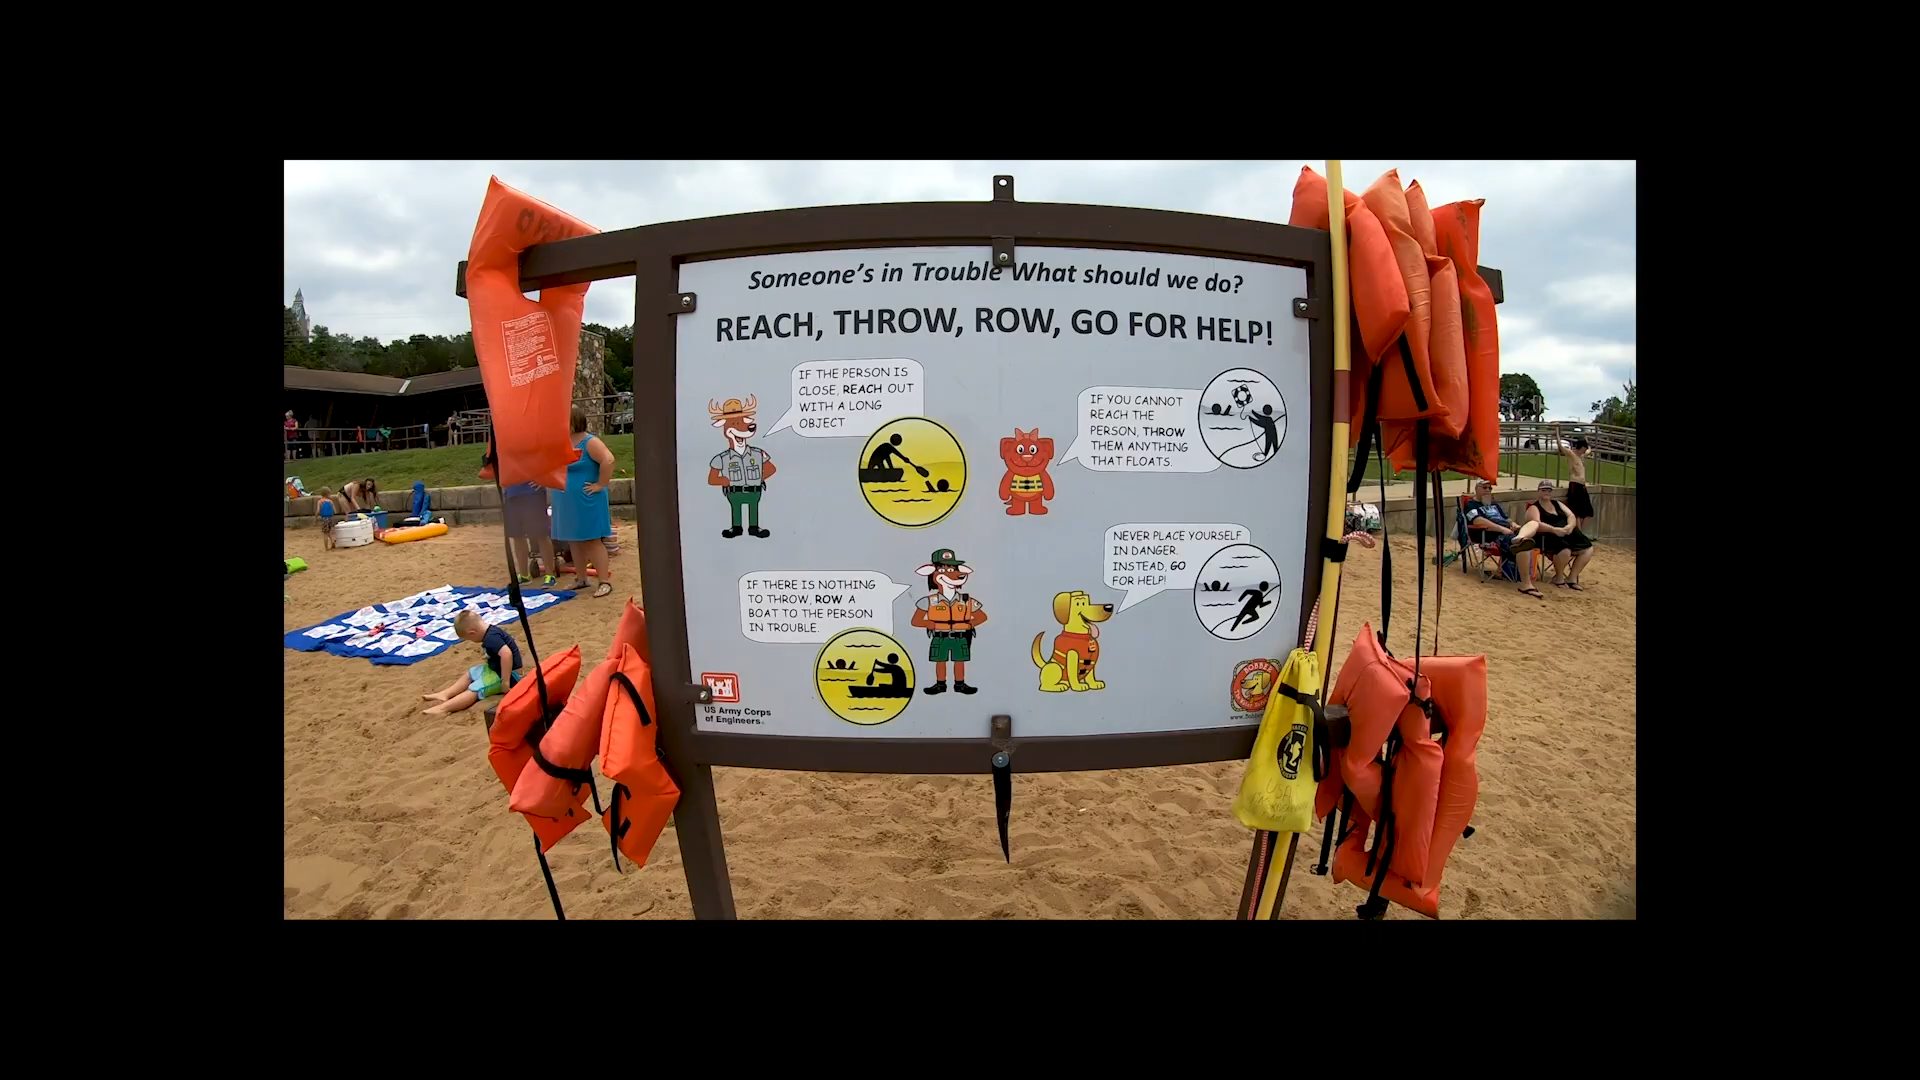 Someone's in Trouble What should we do?
REACH, THROW, ROW, GO FOR HELP!
IF THE PERSON IS
CLOSE, REACH OUT
WITH A LONG
OBJECT
IF YOU CANNOT
REACH THE
PERSON, THROW
THEM ANYTHING
THAT FLOATS.
IF THERE IS NOTHING
TO THROW, ROW A
BOAT TO THE PERSON
IN TROUBLE.
NEVER PLACE YOURSELF
IN DANGER.
INSTEAD, GO
FOR HELP!
US Army Corps
of Engineers
BOBBER
USA